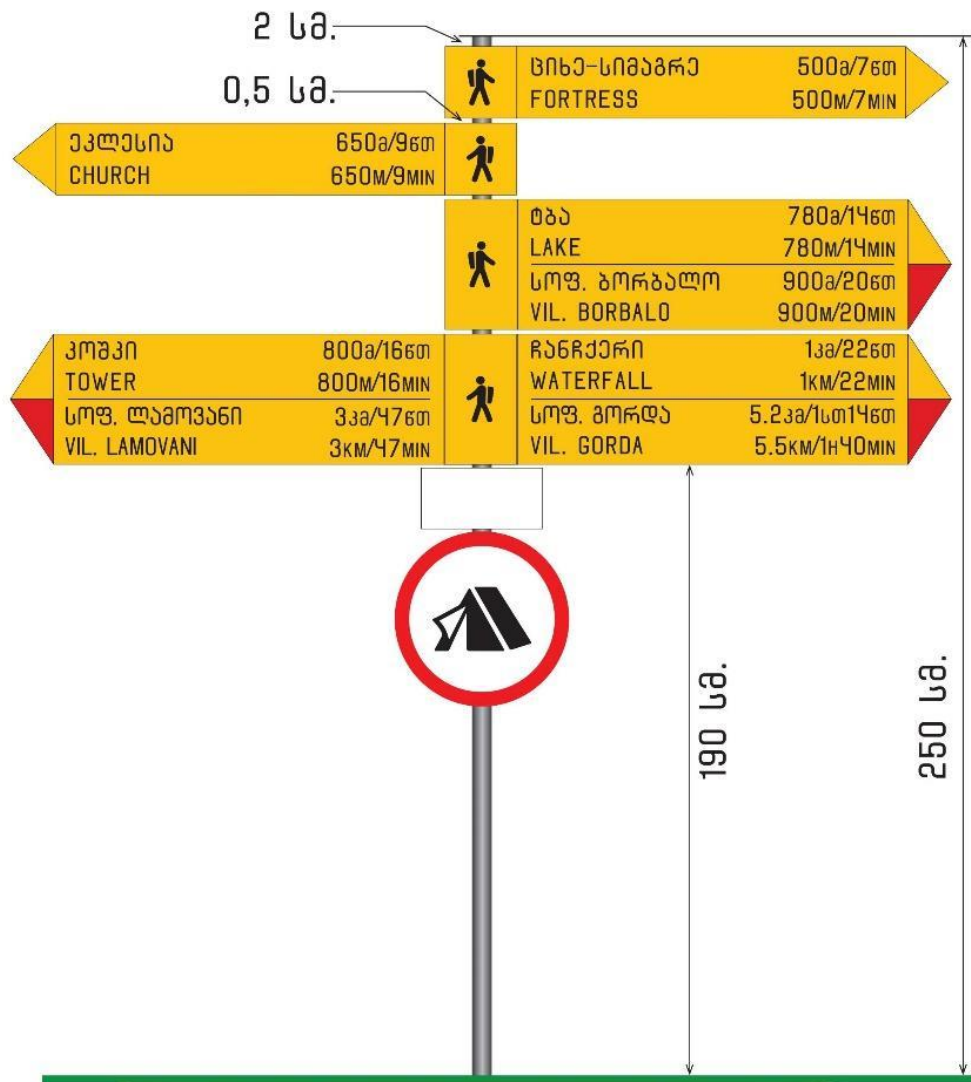 2 სმ.
ციხე-სიმაგრე 500მ/7წთ
FORTRESS 500M/7MIN
0,5 სმ.
ეკლესია 650მ/9წთ
CHURCH 650M/9MIN
ტბა 780მ/14წთ
LAKE 780M/14MIN
სოფ. ბორბალო 900მ/20წთ
VIL. BORBALO 900M/20MIN
კოშკი 800მ/16წთ
TOWER 800M/16MIN
სოფ. ლამოვანი 3კმ/47წთ
VIL. LAMOVANI 3KM/47MIN
ჩანჩქერი 1კმ/22წთ
WATERFALL 1KM/22MIN
სოფ. გორდა 5.2კმ/1სთ14წთ
VIL. GORDA 5.5KM/1H40MIN
190 სმ.
250 სმ.